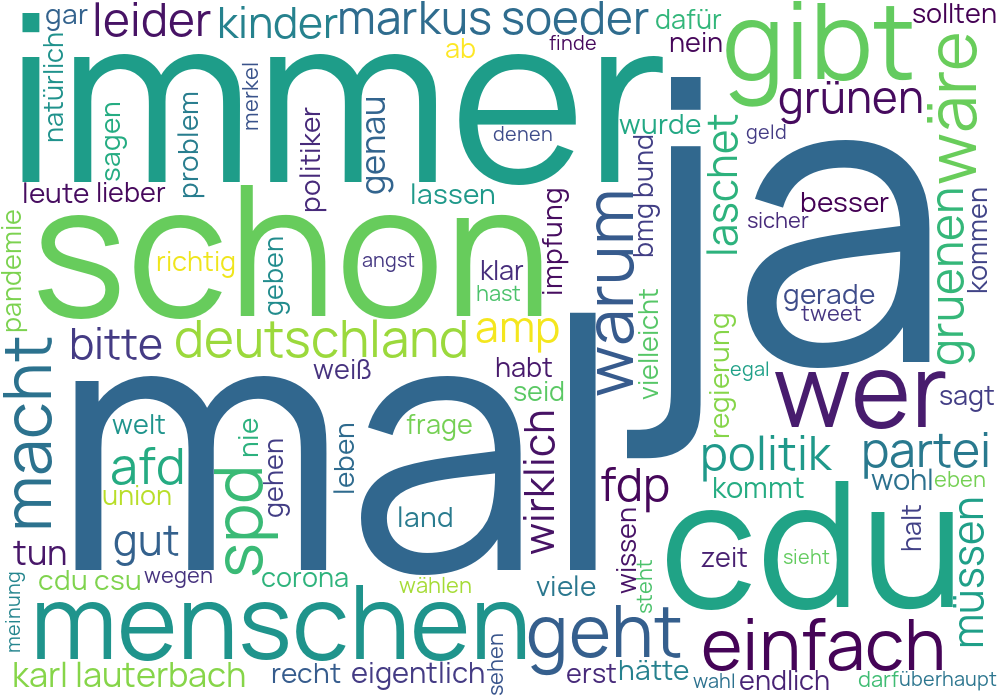 gar
leider
kinder
markus soeder
dafür
sollten
natürlich
immer
ab
finde
nein
gibt
grünen
wäre
sagen
problem
merkel
politiker
genau
denen
wurde
laschet
geld
ja
leute
lieber
lassen
impfung
warum
bmg bund
besser
sicher
gruenen
kommen
pandemie
schon
richtig
geben
angst
klar
hast
gerade
tweet
bitte
deutschland
amp
vielleicht
regierung
egal
wer
sagt
macht
mal
weiß
habt
seid
welt
nie
frage
wirklich
politik
partei
afd
union
spd
gehen
leben
land
fdp
kommt
wohl
eben
tun
gut
wissen
cdu
zeit
sieht
halt
müssen
cdu csu
wegen
corona
wählen
viele
steht
meinung
menschen
geht
einfach
karl lauterbach
recht
eigentlich
sehen
erst
hätte
wahl
endlich
darf
überhaupt